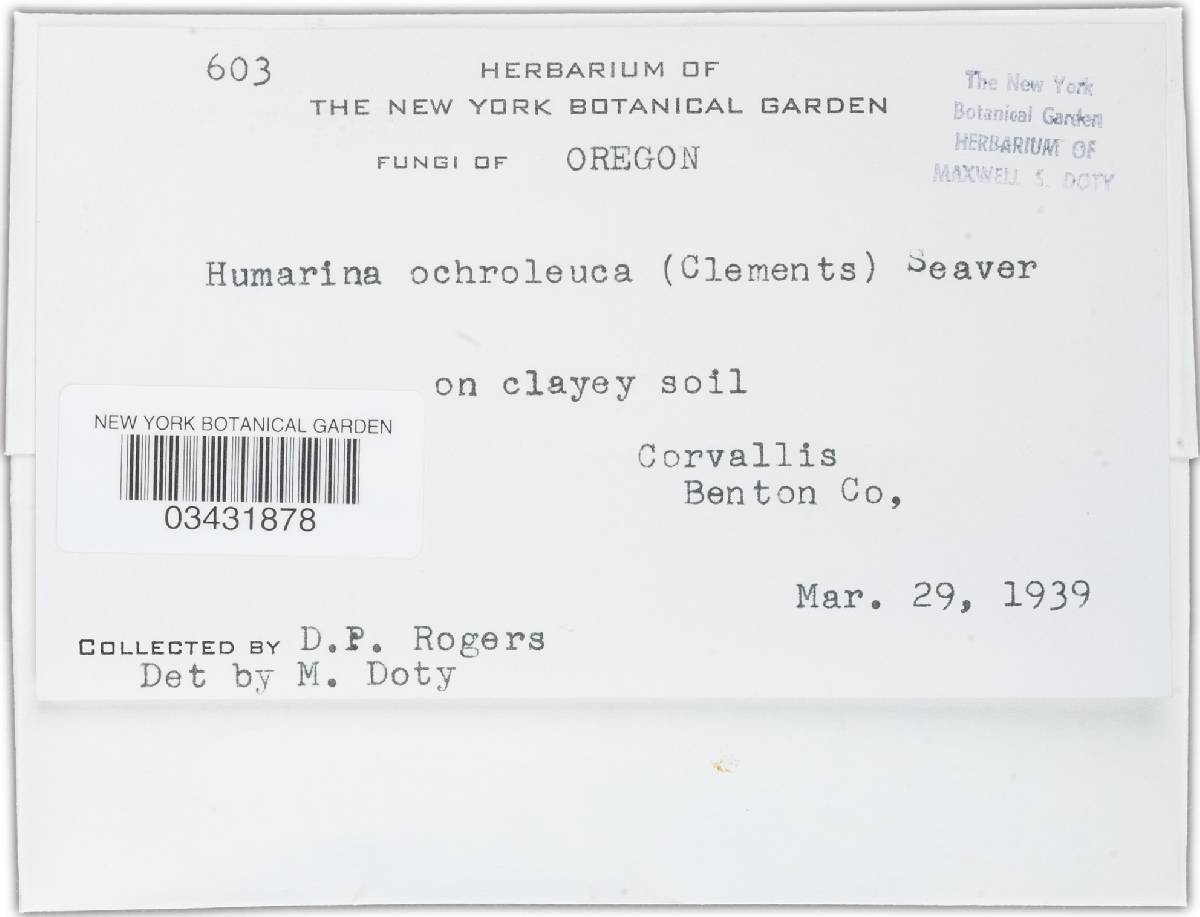 603
HERBARIUM OF
THE NEW YORK BOTANICAL GARDEN
FUNGI OF OREGON
The New York
Botanical Garden
HERBARIUM OF
MAXWELL S. DOTY
Humarina ochroleuca (Clements) Seaver
on clayey soil
NEW YORK BOTANICAL GARDEN
03431878
Corvallis
Benton Co,
Mar. 29, 1939
COLLECTED BY D.P. Rogers
Det by M. Doty